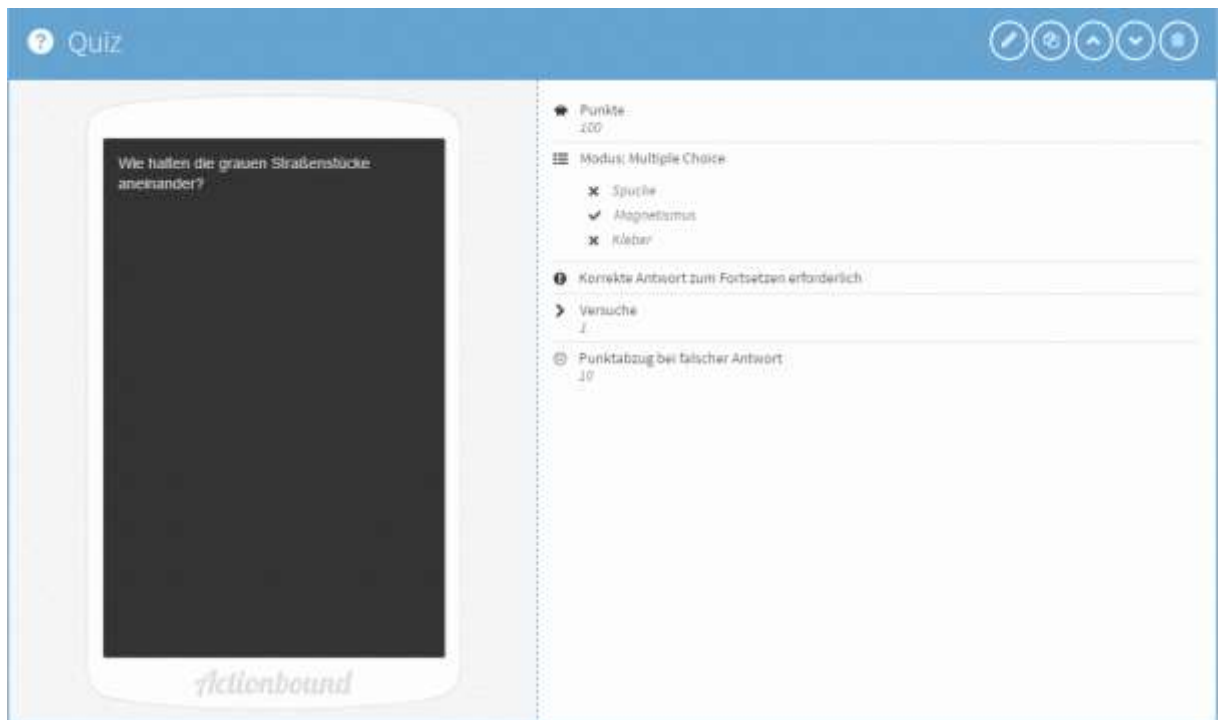 Quiz
Wie halten die grauen Straßenstücke
aneinander?
Actionbound
Punkte
100
Modus: Multiple Choice
Spucke
Magnetismus
Kleber
Korrekte Antwort zum Fortsetzen erforderlich
Versuche
1
Punktabzug bei falscher Antwort
10